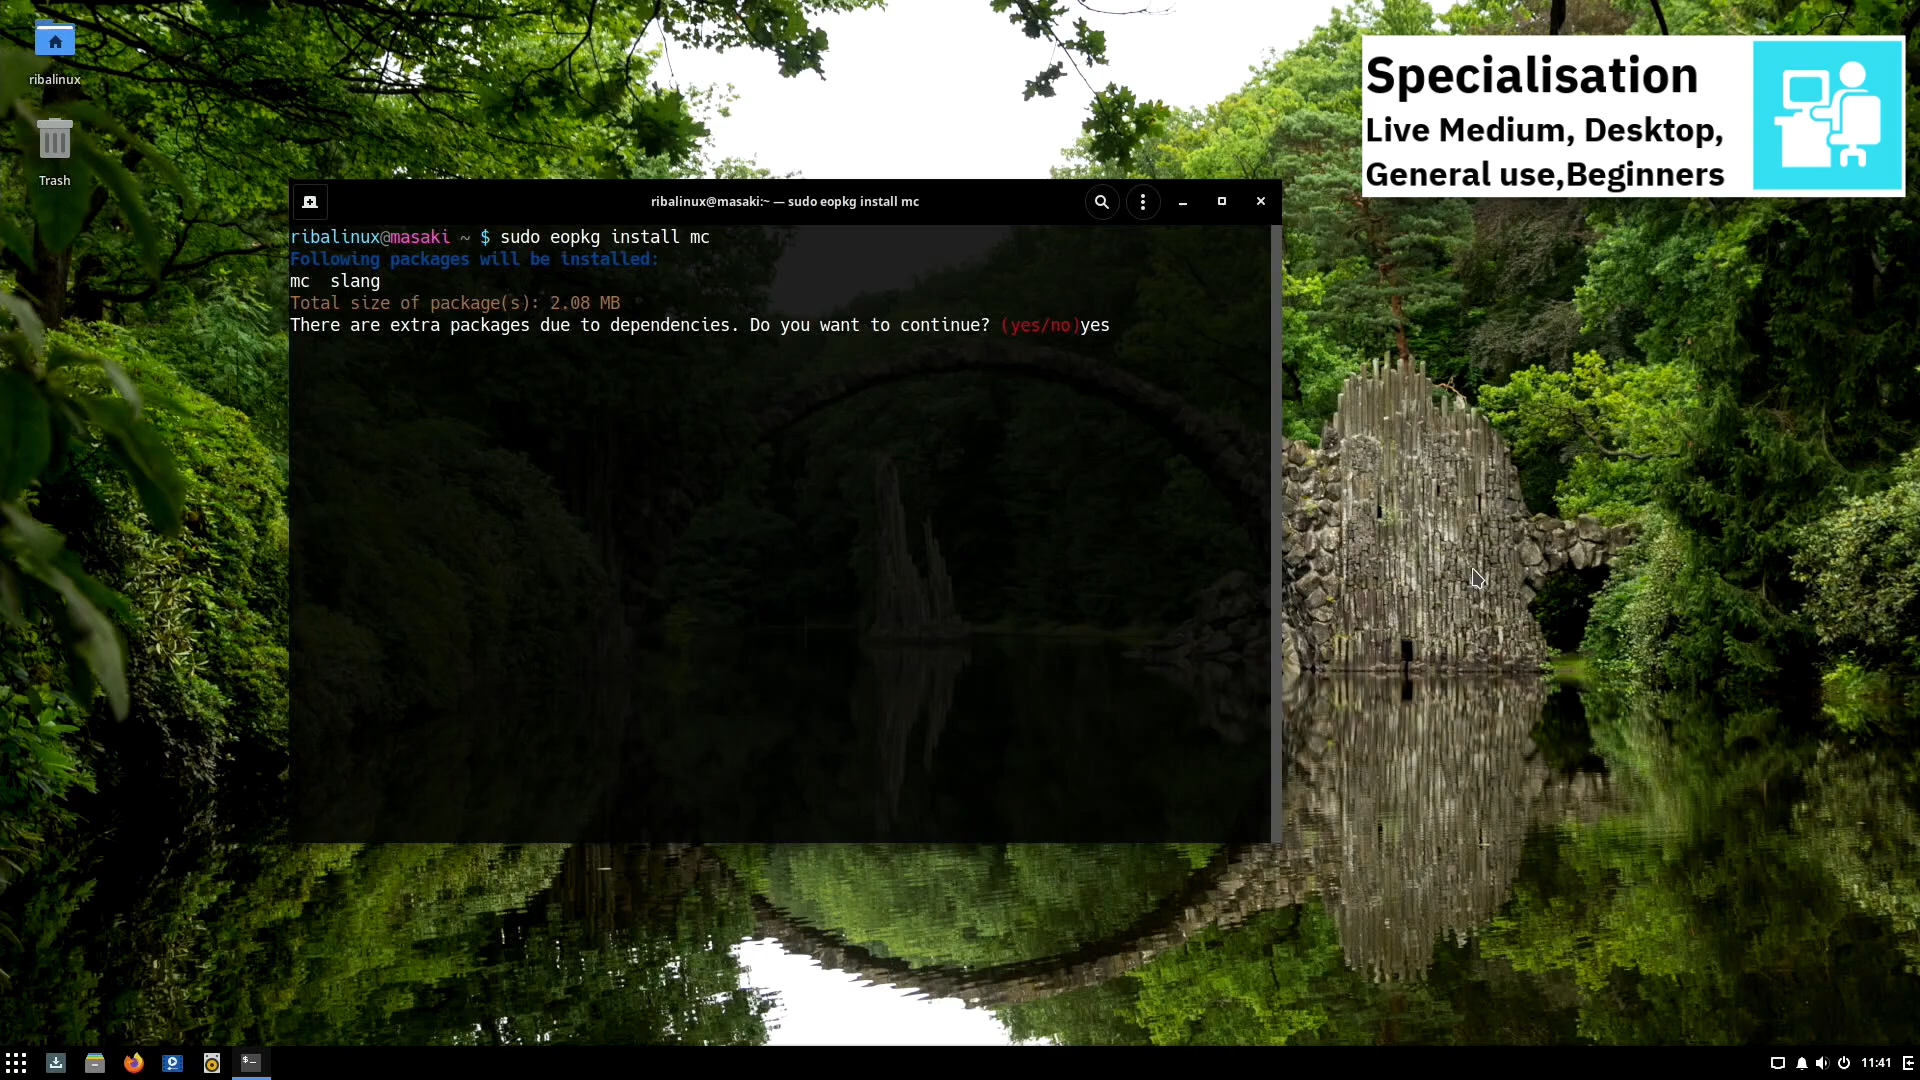 ribalinux
Trash
Specialisation
Live Medium, Desktop,
General use,Beginners
ribalinux@masaki:~ — sudo eopkg install mc
ribalinux@masaki ~ $ sudo eopkg install mc
Following packages will be installed:
mc  slang
Total size of package(s): 2.08 MB
There are extra packages due to dependencies. Do you want to continue? (yes/no)yes
11:41